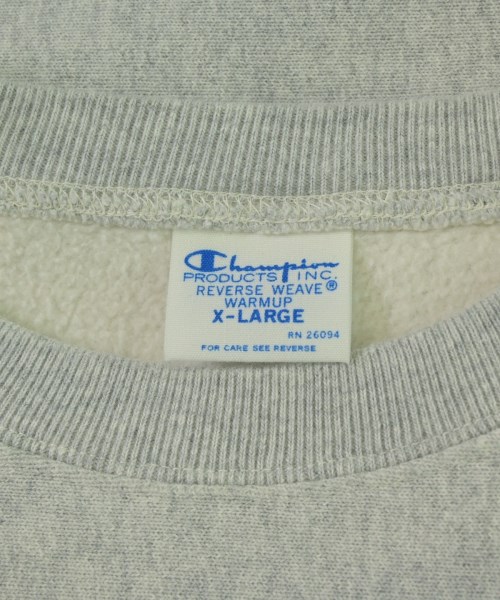 Champion
PRODUCTS INC.
REVERSE WEAVE®
WARMUP
X-LARGE
RN 26094
FOR CARE SEE REVERSE